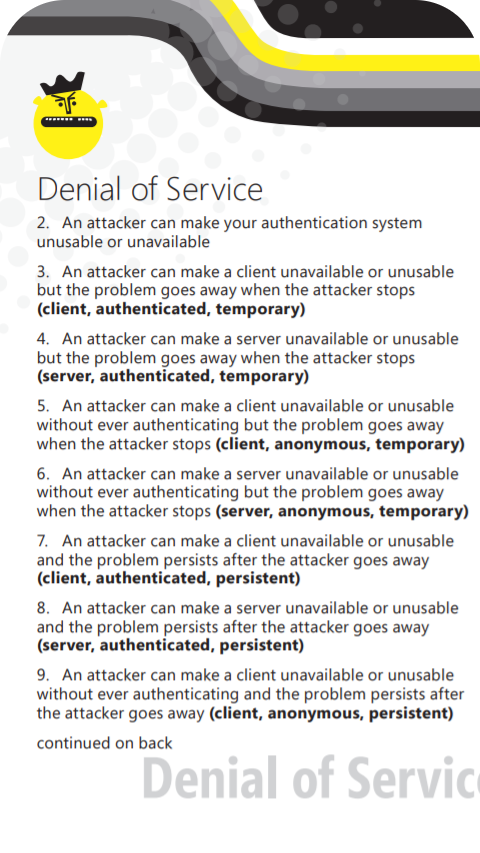 Denial of Service
2. An attacker can make your authentication system
unusable or unavailable
3. An attacker can make a client unavailable or unusable
but the problem goes away when the attacker stops
(client, authenticated, temporary)
4. An attacker can make a server unavailable or unusable
but the problem goes away when the attacker stops
(server, authenticated, temporary)
5. An attacker can make a client unavailable or unusable
without ever authenticating but the problem goes away
when the attacker stops (client, anonymous, temporary)
6. An attacker can make a server unavailable or unusable
without ever authenticating but the problem goes away
when the attacker stops (server, anonymous, temporary)
7. An attacker can make a client unavailable or unusable
and the problem persists after the attacker goes away
(client, authenticated, persistent)
8. An attacker can make a server unavailable or unusable
and the problem persists after the attacker goes away
(server, authenticated, persistent)
9. An attacker can make a client unavailable or unusable
without ever authenticating and the problem persists after
the attacker goes away (client, anonymous, persistent)
continued on back
Denial of Service